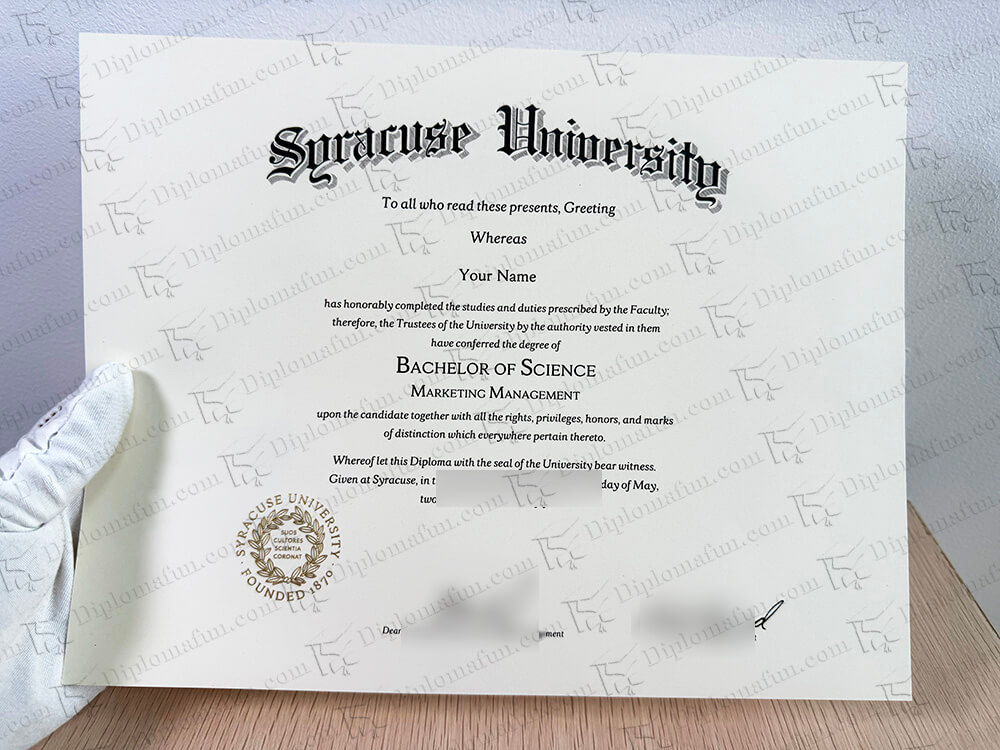 Syracuse University
To all who read these presents, Greeting
Whereas
Your Name
has honorably completed the studies and duties prescribed by the Faculty;
therefore, the Trustees of the University by the authority vested in them
have conferred the degree of
BACHELOR OF SCIENCE
MARKETING MANAGEMENT
upon the candidate together with all the rights, privileges, honors, and marks
of distinction which everywhere pertain thereto.
Whereof let this Diploma with the seal of the University bear witness.
Given at Syracuse, in day of May,
two
SYRACUSE UNIVERSITY
SUOS
CULTORES
SCIENTIA
CORONAT
FOUNDED 1870
Diplomafun.com